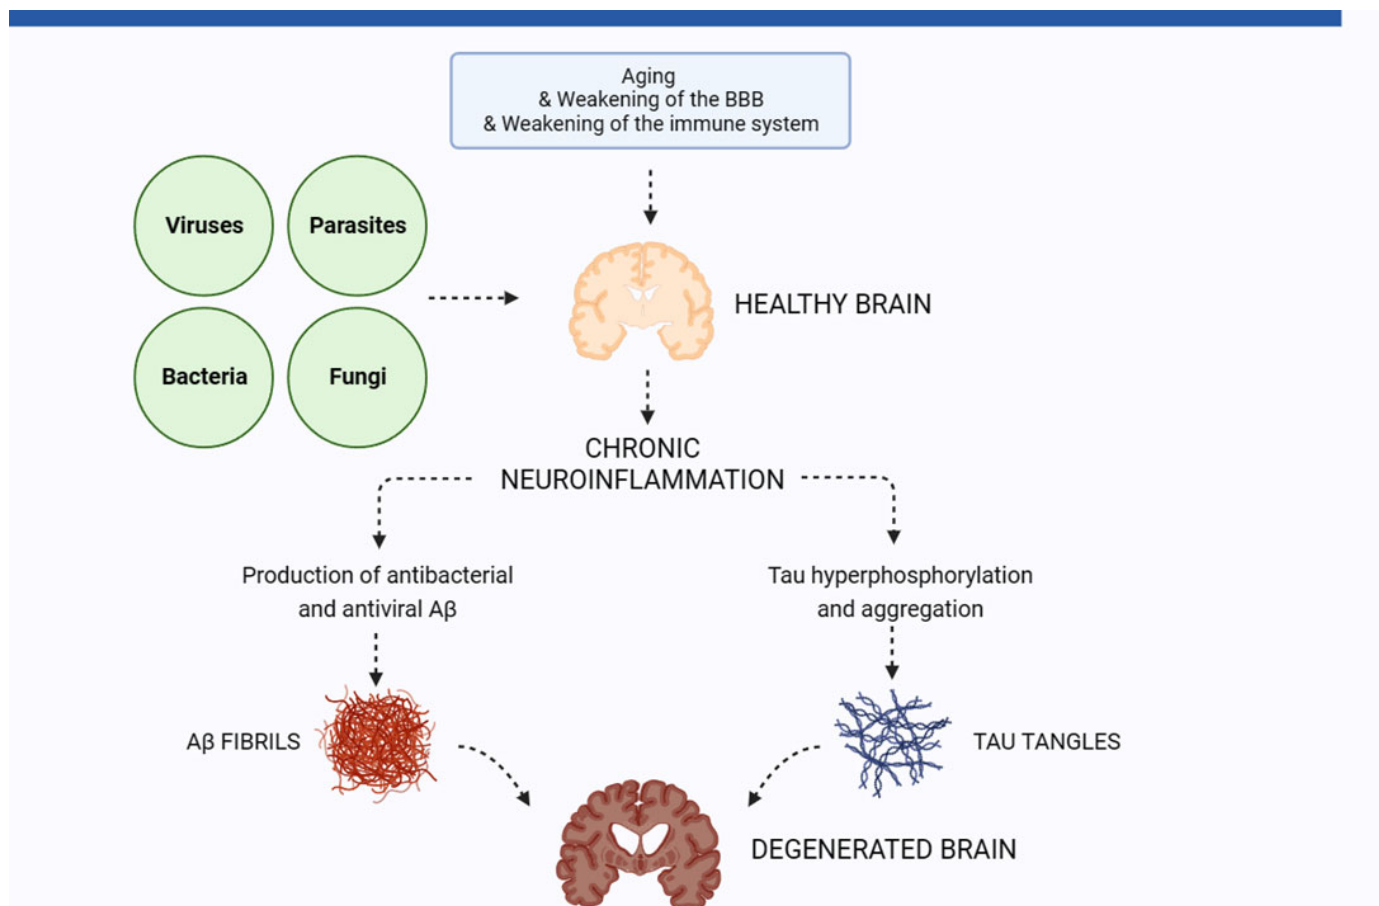 Aging
& Weakening of the BBB
& Weakening of the immune system
Viruses
Parasites
Bacteria
Fungi
HEALTHY BRAIN
CHRONIC
NEUROINFLAMMATION
Production of antibacterial
and antiviral Aβ
Tau hyperphosphorylation
and aggregation
Aβ FIBRILS
TAU TANGLES
DEGENERATED BRAIN